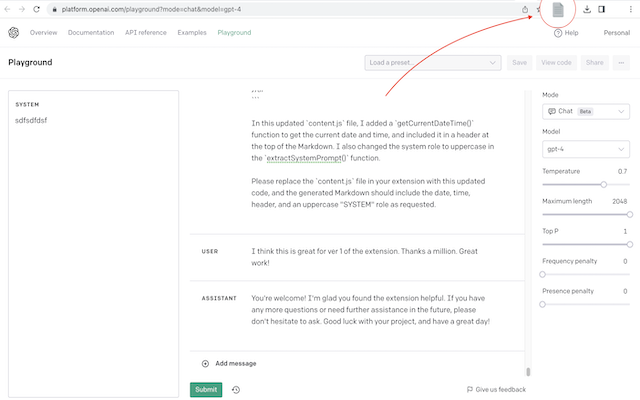 platform.openai.com/playground?mode=chat&model=gpt-4
Overview Documentation API reference Examples Playground Help Personal
Playground Load a preset... Save View code Share ...
SYSTEM
sdfsdfdsf
```
In this updated `content.js` file, I added a `getCurrentDateTime()`
function to get the current date and time, and included it in a header at
the top of the Markdown. I also changed the system role to uppercase in
the `extractSystemPrompt()` function.
Please replace the `content.js` file in your extension with this updated
code, and the generated Markdown should include the date, time,
header, and an uppercase "SYSTEM" role as requested.
USER I think this is great for ver 1 of the extension. Thanks a million. Great
work!
ASSISTANT You're welcome! I'm glad you found the extension helpful. If you have
any more questions or need further assistance in the future, please
don't hesitate to ask. Good luck with your project, and have a great day!
Add message
Submit
Give us feedback
Mode
Chat Beta
Model
gpt-4
Temperature 0.7
Maximum length 2048
Top P 1
Frequency penalty 0
Presence penalty 0